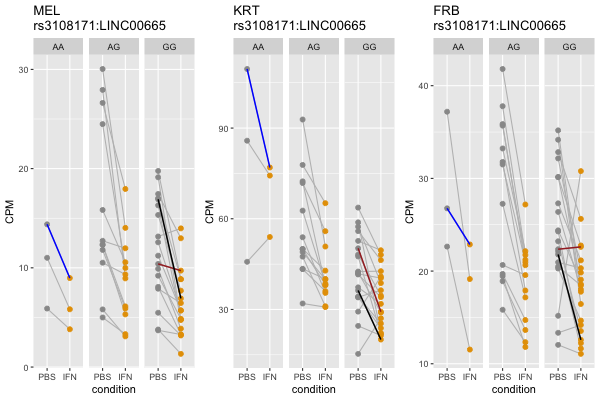 MEL
rs3108171:LINC00665
AA AG GG
30
20
10
0
CPM
PBS IFN PBS IFN PBS IFN
condition
KRT
rs3108171:LINC00665
AA AG GG
90
60
30
CPM
PBS IFN PBS IFN PBS IFN
condition
FRB
rs3108171:LINC00665
AA AG GG
40
30
20
10
CPM
PBS IFN PBS IFN PBS IFN
condition